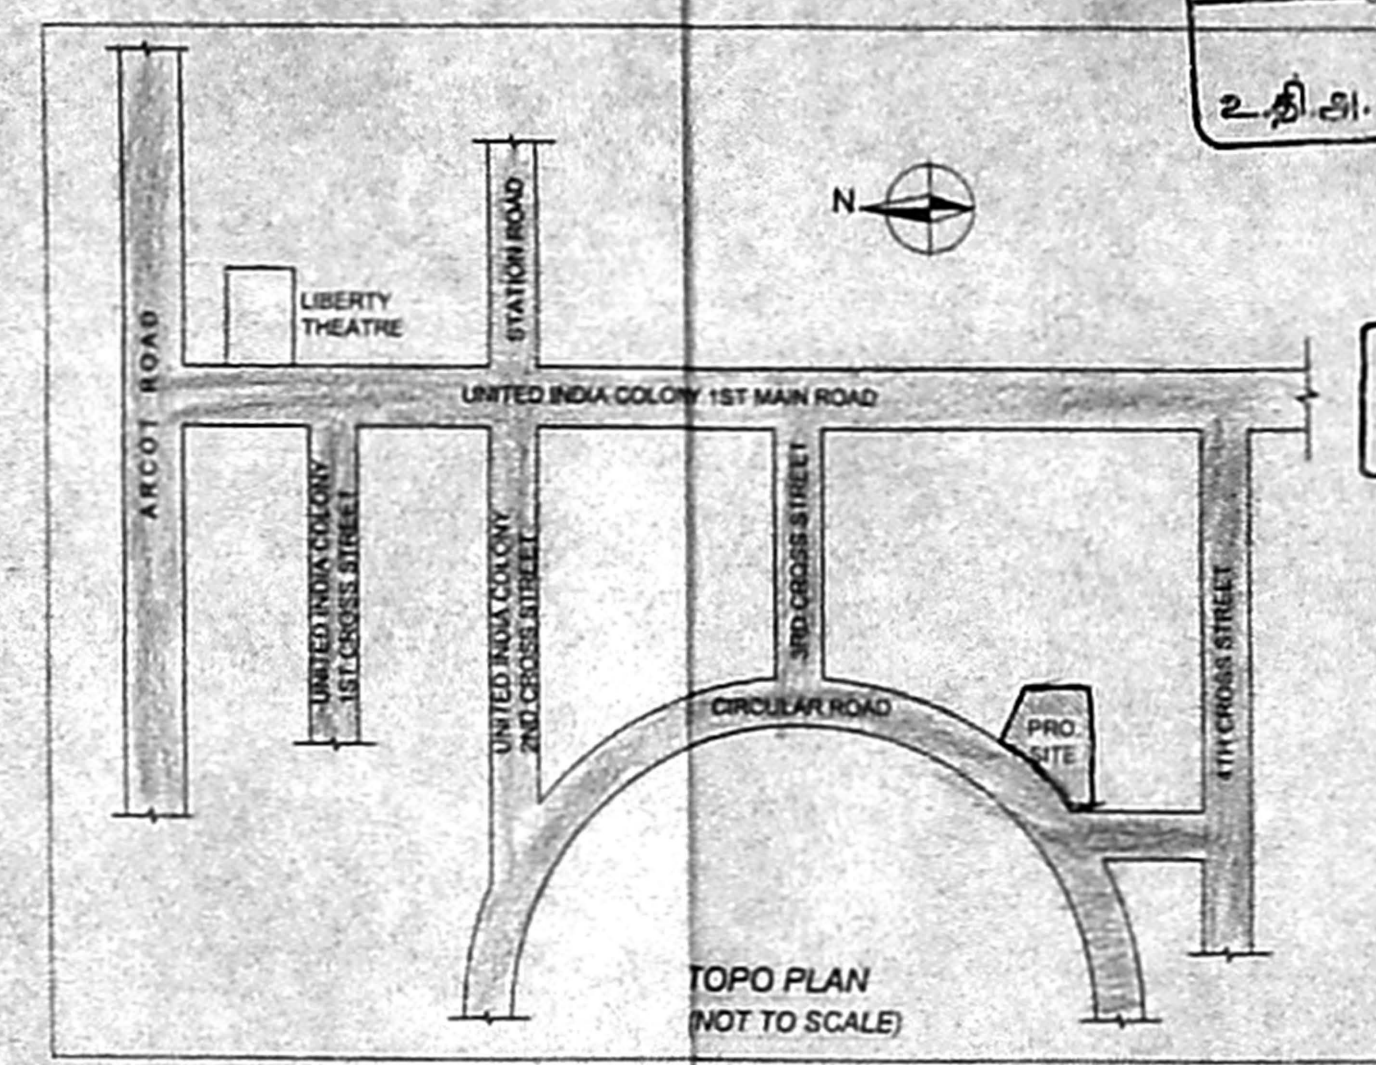 உ.தி.அ.
N
STATION ROAD
LIBERTY
THEATRE
ARCOT ROAD
UNITED INDIA COLONY 1ST MAIN ROAD
UNITED INDIA COLONY
1ST CROSS STREET
UNITED INDIA COLONY
2ND CROSS STREET
3RD CROSS STREET
4TH CROSS STREET
CIRCULAR ROAD
PRO.
SITE
TOPO PLAN
(NOT TO SCALE)